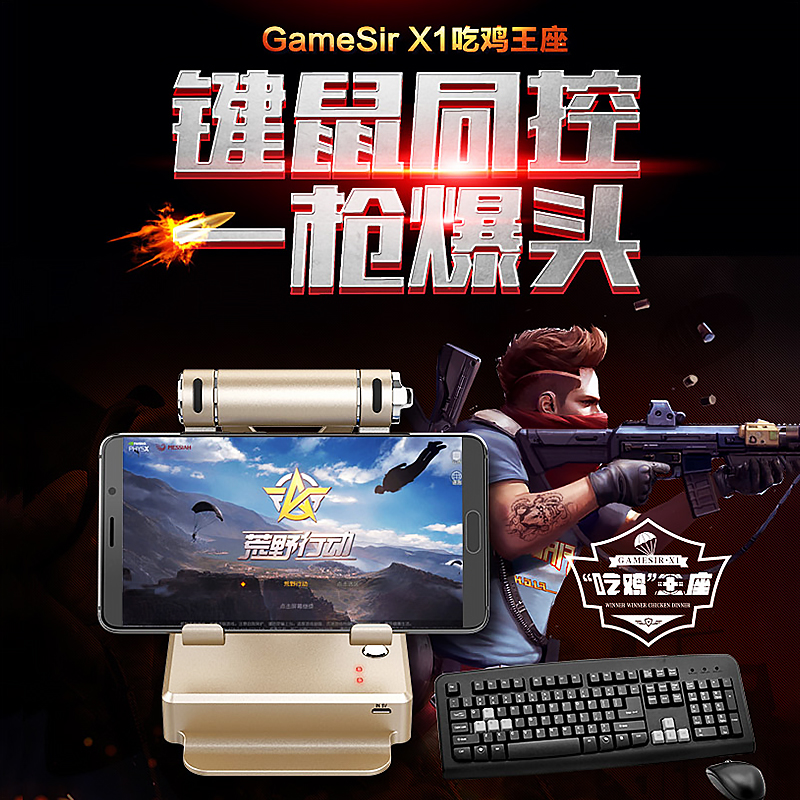 GameSir X1吃鸡王座
键鼠同控
一枪爆头
PHYSX
MESSIAH
荒野行动
荒野行动
点击屏幕继续
GAMESIR·X1
“吃鸡”王座
WINNER WINNER CHICKEN DINNER